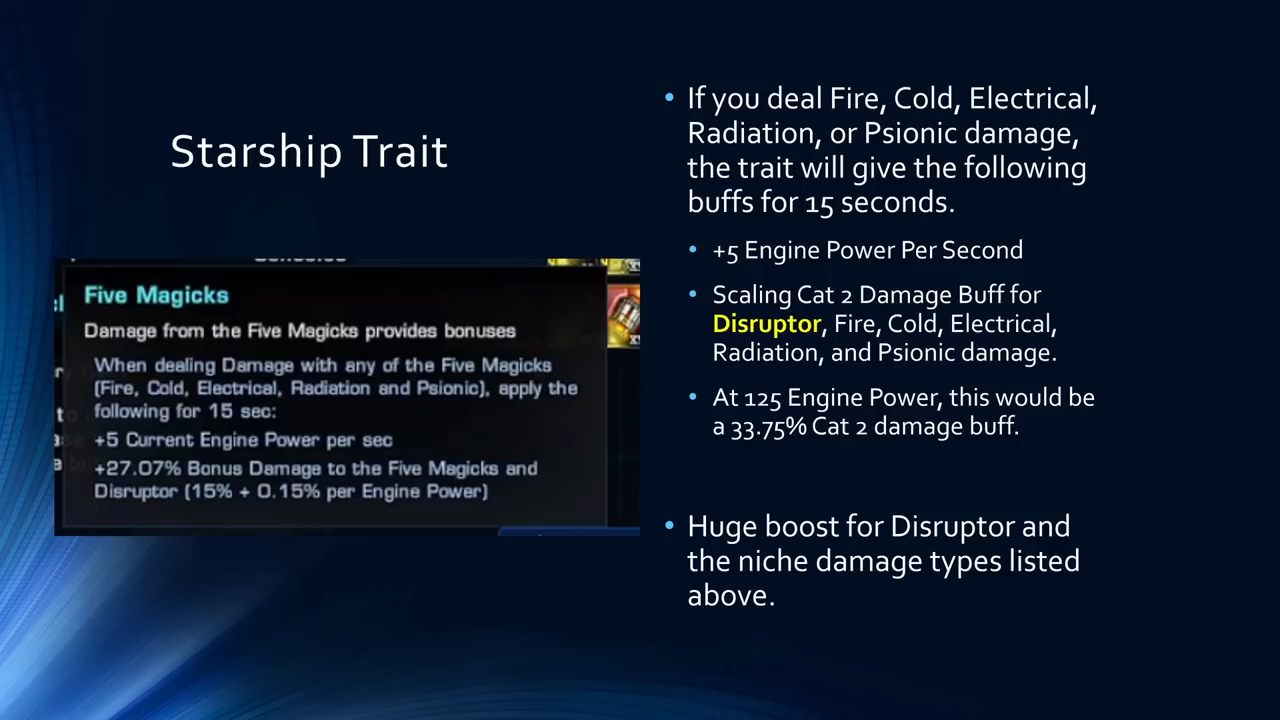 Starship Trait
Five Magicks
Damage from the Five Magicks provides bonuses
When dealing Damage with any of the Five Magicks
(Fire, Cold, Electrical, Radiation and Psionic), apply the
following for 15 sec:
+5 Current Engine Power per sec
+27.07% Bonus Damage to the Five Magicks and
Disruptor (15% + 0.15% per Engine Power)
• If you deal Fire, Cold, Electrical,
Radiation, or Psionic damage,
the trait will give the following
buffs for 15 seconds.
• +5 Engine Power Per Second
• Scaling Cat 2 Damage Buff for
Disruptor, Fire, Cold, Electrical,
Radiation, and Psionic damage.
• At 125 Engine Power, this would be
a 33.75% Cat 2 damage buff.
• Huge boost for Disruptor and
the niche damage types listed
above.